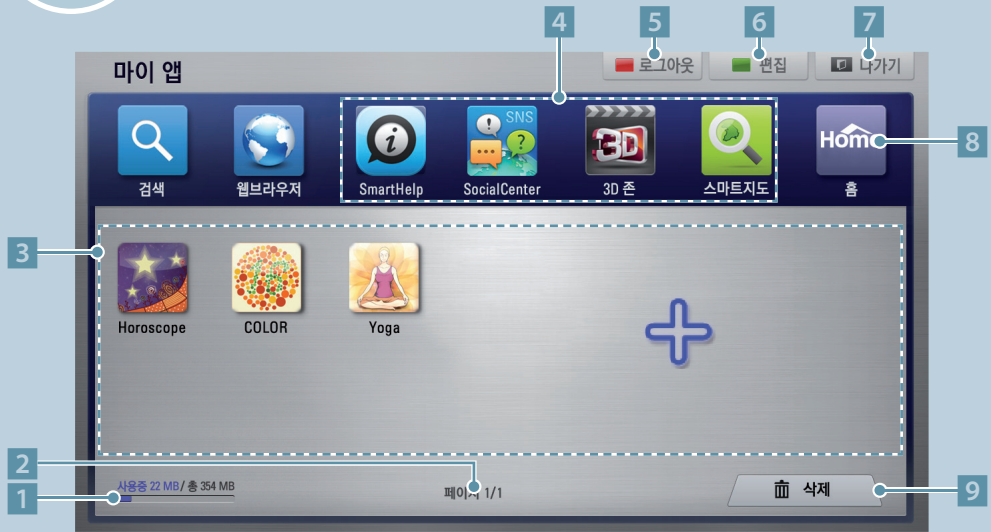 4 5 6 7
마이 앱 로그아웃 편집 나가기
SNS
3D
Home
8
검색 웹브라우저 SmartHelp SocialCenter 3D 존 스마트지도 홈
3
Horoscope COLOR Yoga
2
사용중 22 MB / 총 354 MB
1
페이지 1/1
삭제
9